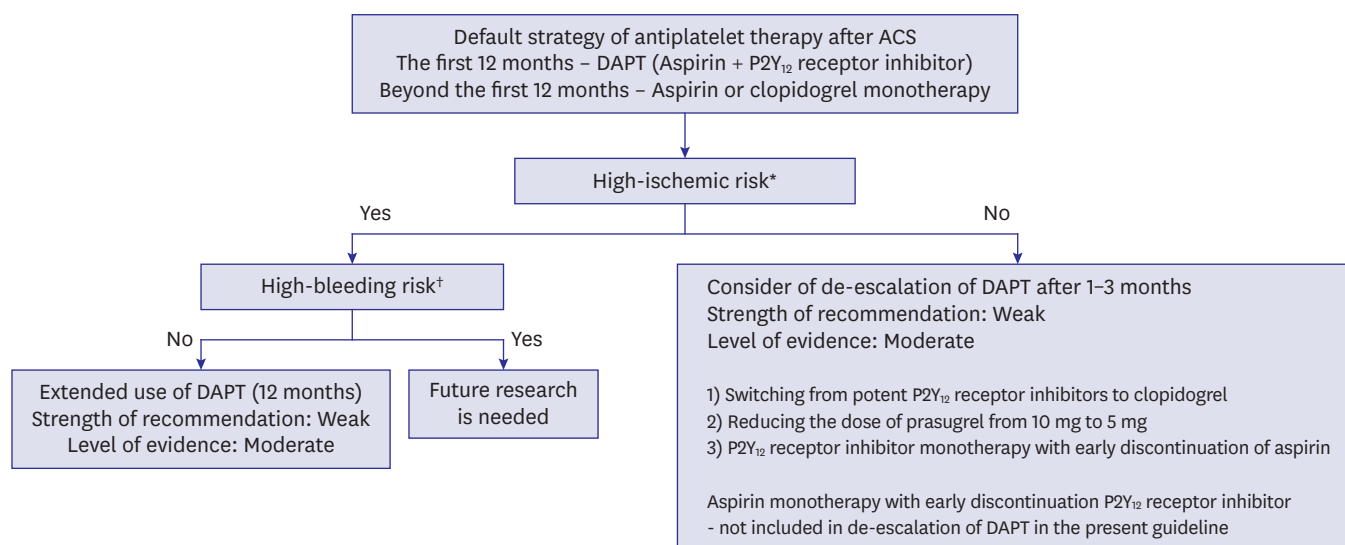 Default strategy of antiplatelet therapy after ACS
The first 12 months – DAPT (Aspirin + P2Y₁₂ receptor inhibitor)
Beyond the first 12 months – Aspirin or clopidogrel monotherapy
High-ischemic risk*
Yes
No
High-bleeding risk†
No
Yes
Extended use of DAPT (12 months)
Strength of recommendation: Weak
Level of evidence: Moderate
Future research
is needed
Consider of de-escalation of DAPT after 1–3 months
Strength of recommendation: Weak
Level of evidence: Moderate
1) Switching from potent P2Y₁₂ receptor inhibitors to clopidogrel
2) Reducing the dose of prasugrel from 10 mg to 5 mg
3) P2Y₁₂ receptor inhibitor monotherapy with early discontinuation of aspirin
Aspirin monotherapy with early discontinuation P2Y₁₂ receptor inhibitor
- not included in de-escalation of DAPT in the present guideline